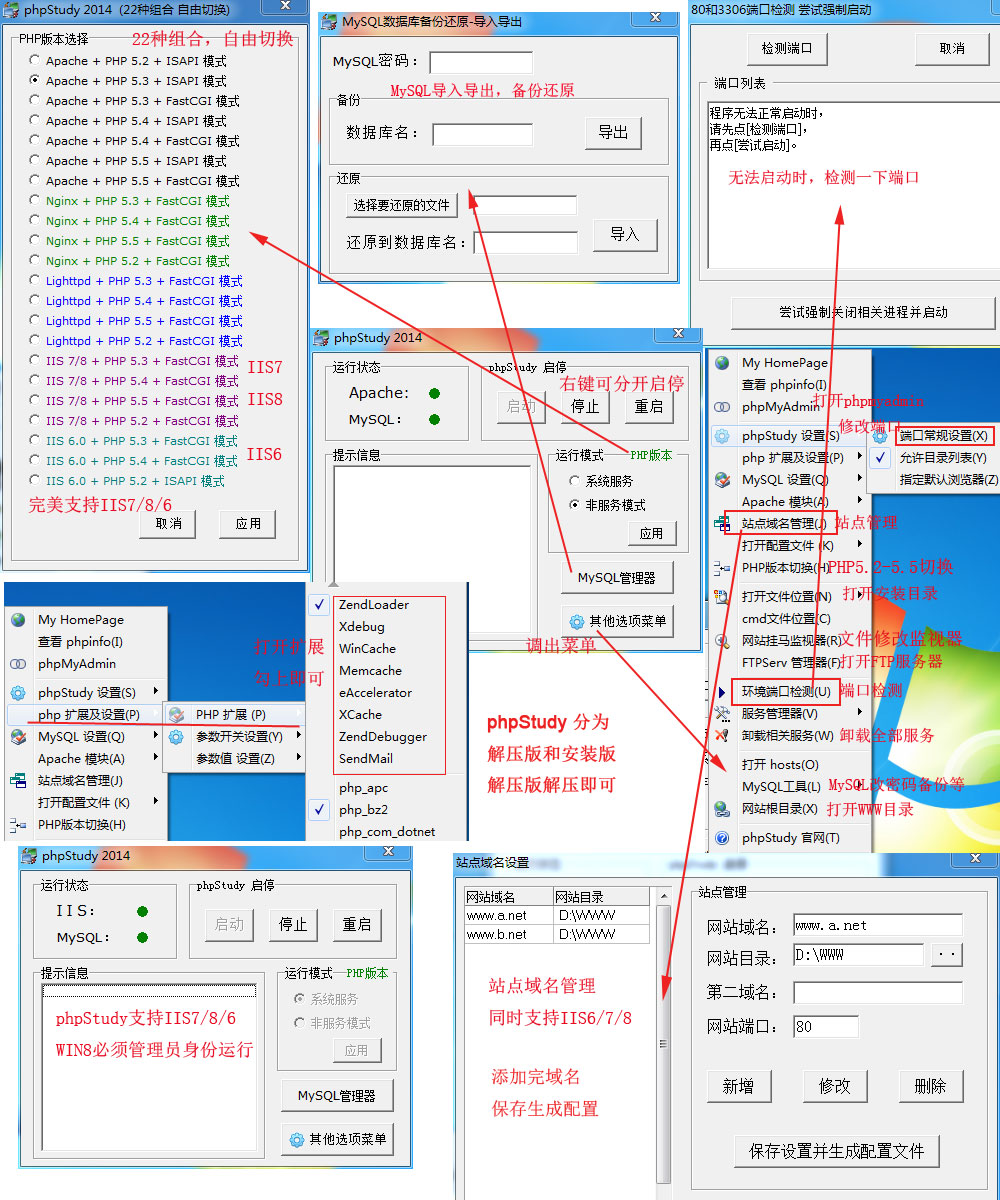 phpStudy 2014 (22种组合 自由切换)
PHP版本选择
22种组合，自由切换
Apache + PHP 5.2 + ISAPI 模式
Apache + PHP 5.3 + ISAPI 模式
Apache + PHP 5.3 + FastCGI 模式
Apache + PHP 5.4 + ISAPI 模式
Apache + PHP 5.4 + FastCGI 模式
Apache + PHP 5.5 + ISAPI 模式
Apache + PHP 5.5 + FastCGI 模式
Nginx + PHP 5.3 + FastCGI 模式
Nginx + PHP 5.4 + FastCGI 模式
Nginx + PHP 5.5 + FastCGI 模式
Nginx + PHP 5.2 + FastCGI 模式
Lighttpd + PHP 5.3 + FastCGI 模式
Lighttpd + PHP 5.4 + FastCGI 模式
Lighttpd + PHP 5.5 + FastCGI 模式
Lighttpd + PHP 5.2 + FastCGI 模式
IIS 7/8 + PHP 5.3 + FastCGI 模式
IIS7
IIS 7/8 + PHP 5.4 + FastCGI 模式
IIS 7/8 + PHP 5.5 + FastCGI 模式
IIS8
IIS 7/8 + PHP 5.2 + FastCGI 模式
IIS 6.0 + PHP 5.3 + FastCGI 模式
IIS 6.0 + PHP 5.4 + FastCGI 模式
IIS6
IIS 6.0 + PHP 5.2 + ISAPI 模式
完美支持IIS7/8/6
取消
应用
MySQL数据库备份还原-导入导出
MySQL密码：
MySQL导入导出，备份还原
备份
数据库名：
导出
还原
选择要还原的文件
还原到数据库名：
导入
80和3306端口检测 尝试强制启动
检测端口
取消
端口列表
程序无法正常启动时，
请先点[检测端口]，
再点[尝试启动]。
无法启动时，检测一下端口
尝试强制关闭相关进程并启动
phpStudy 2014
运行状态
Apache:
MySQL:
phpStudy 启停
右键可分开启停
启动
停止
重启
提示信息
运行模式
PHP版本
系统服务
非服务模式
应用
MySQL管理器
其他选项菜单
调出菜单
My HomePage
查看 phpinfo(I)
phpMyAdmin
打开phpmyadmin
修改端口
phpStudy 设置(S)
端口常规设置(X)
php 扩展及设置(P)
允许目录列表(Y)
MySQL 设置(Q)
指定默认浏览器(Z)
Apache 模块(A)
站点域名管理(J)
站点管理
打开配置文件 (K)
PHP版本切换(H)
PHP5.2-5.5切换
打开文件位置(N)
打开安装目录
cmd文件位置(C)
网站挂马监视器(R)
文件修改监视器
FTPServ 管理器(F)
打开FTP服务器
环境端口检测(U)
端口检测
服务管理器(V)
卸载相关服务(W)
卸载全部服务
打开 hosts(O)
MySQL工具(L)
MySQL改密码备份等
网站根目录(X)
打开WWW目录
phpStudy 官网(T)
My HomePage
查看 phpinfo(I)
phpMyAdmin
phpStudy 设置(S)
php 扩展及设置(P)
PHP 扩展 (P)
MySQL 设置(Q)
参数开关设置(Y)
Apache 模块(A)
参数值 设置(Z)
站点域名管理(J)
打开配置文件 (K)
PHP版本切换(H)
打开扩展
勾上即可
ZendLoader
Xdebug
WinCache
Memcache
eAccelerator
XCache
ZendDebugger
SendMail
php_apc
php_bz2
php_com_dotnet
phpStudy 分为
解压版和安装版
解压版解压即可
phpStudy 2014
运行状态
IIS:
MySQL:
phpStudy 启停
启动
停止
重启
提示信息
phpStudy支持IIS7/8/6
WIN8必须管理员身份运行
运行模式
PHP版本
系统服务
非服务模式
应用
MySQL管理器
其他选项菜单
站点域名设置
网站域名
网站目录
www.a.net
D:\WWW
www.b.net
D:\WWW
站点域名管理
同时支持IIS6/7/8
添加完域名
保存生成配置
站点管理
网站域名：
www.a.net
网站目录：
D:\WWW
..
第二域名：
网站端口：
80
新增
修改
删除
保存设置并生成配置文件